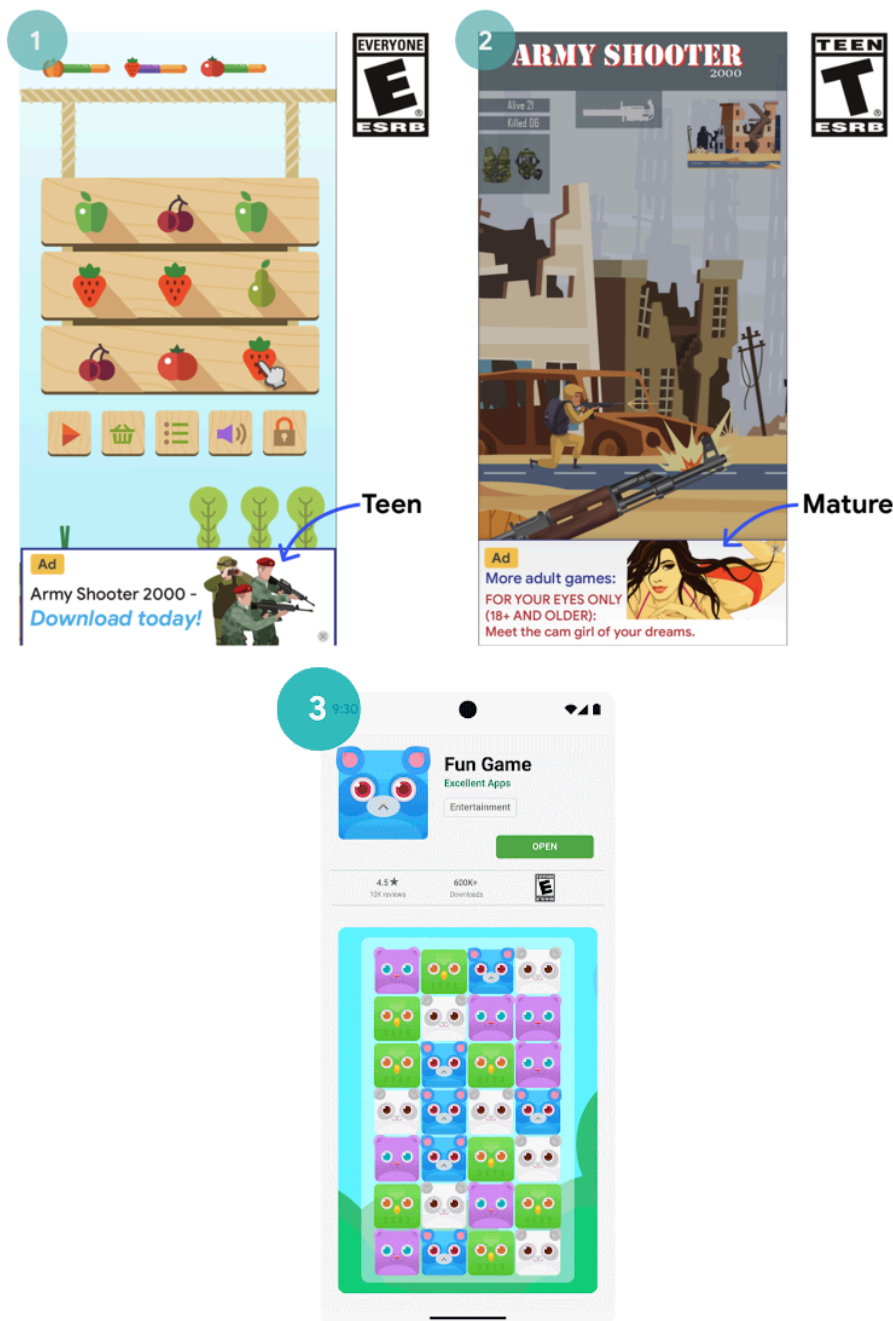 1
EVERYONE
E
ESRB
Ad
Army Shooter 2000 -
Download today!
Teen
2
ARMY SHOOTER
2000
Alive 21
Killed 06
TEEN
T
ESRB
Ad
More adult games:
FOR YOUR EYES ONLY
(18+ AND OLDER):
Meet the cam girl of your dreams.
Mature
3
9:30
Fun Game
Excellent Apps
Entertainment
OPEN
4.5★
10K reviews
600K+
Downloads
EVERYONE
E
ESRB